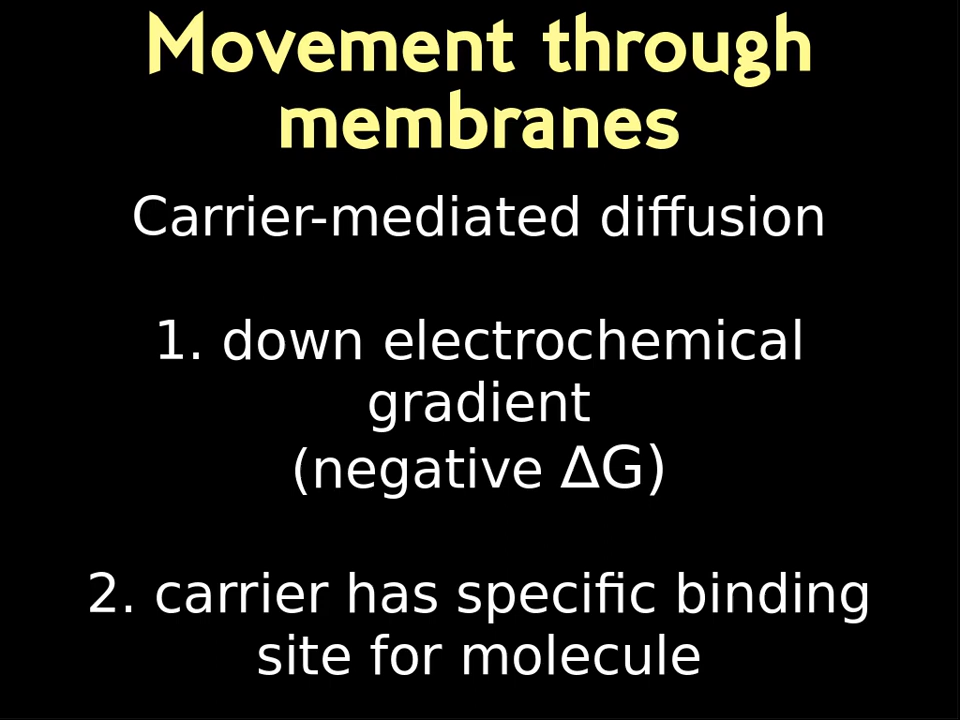 Movement through
membranes
Carrier-mediated diffusion
1. down electrochemical
gradient
(negative ΔG)
2. carrier has specific binding
site for molecule